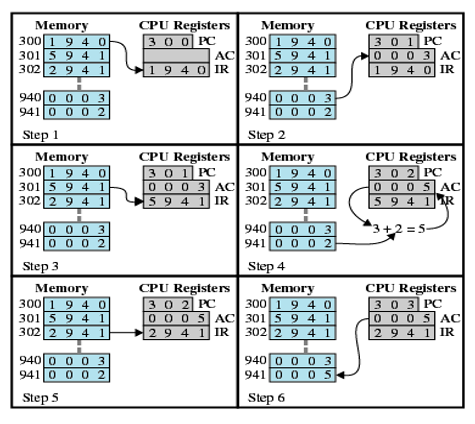 Memory CPU Registers
300 1 9 4 0 3 0 0 PC
301 5 9 4 1 AC
302 2 9 4 1 1 9 4 0 IR
940 0 0 0 3
941 0 0 0 2
Step 1
Memory CPU Registers
300 1 9 4 0 3 0 1 PC
301 5 9 4 1 0 0 0 3 AC
302 2 9 4 1 1 9 4 0 IR
940 0 0 0 3
941 0 0 0 2
Step 2
Memory CPU Registers
300 1 9 4 0 3 0 1 PC
301 5 9 4 1 0 0 0 3 AC
302 2 9 4 1 5 9 4 1 IR
940 0 0 0 3
941 0 0 0 2
Step 3
Memory CPU Registers
300 1 9 4 0 3 0 2 PC
301 5 9 4 1 0 0 0 5 AC
302 2 9 4 1 5 9 4 1 IR
940 0 0 0 3 3 + 2 = 5
941 0 0 0 2
Step 4
Memory CPU Registers
300 1 9 4 0 3 0 2 PC
301 5 9 4 1 0 0 0 5 AC
302 2 9 4 1 2 9 4 1 IR
940 0 0 0 3
941 0 0 0 2
Step 5
Memory CPU Registers
300 1 9 4 0 3 0 3 PC
301 5 9 4 1 0 0 0 5 AC
302 2 9 4 1 2 9 4 1 IR
940 0 0 0 3
941 0 0 0 5
Step 6